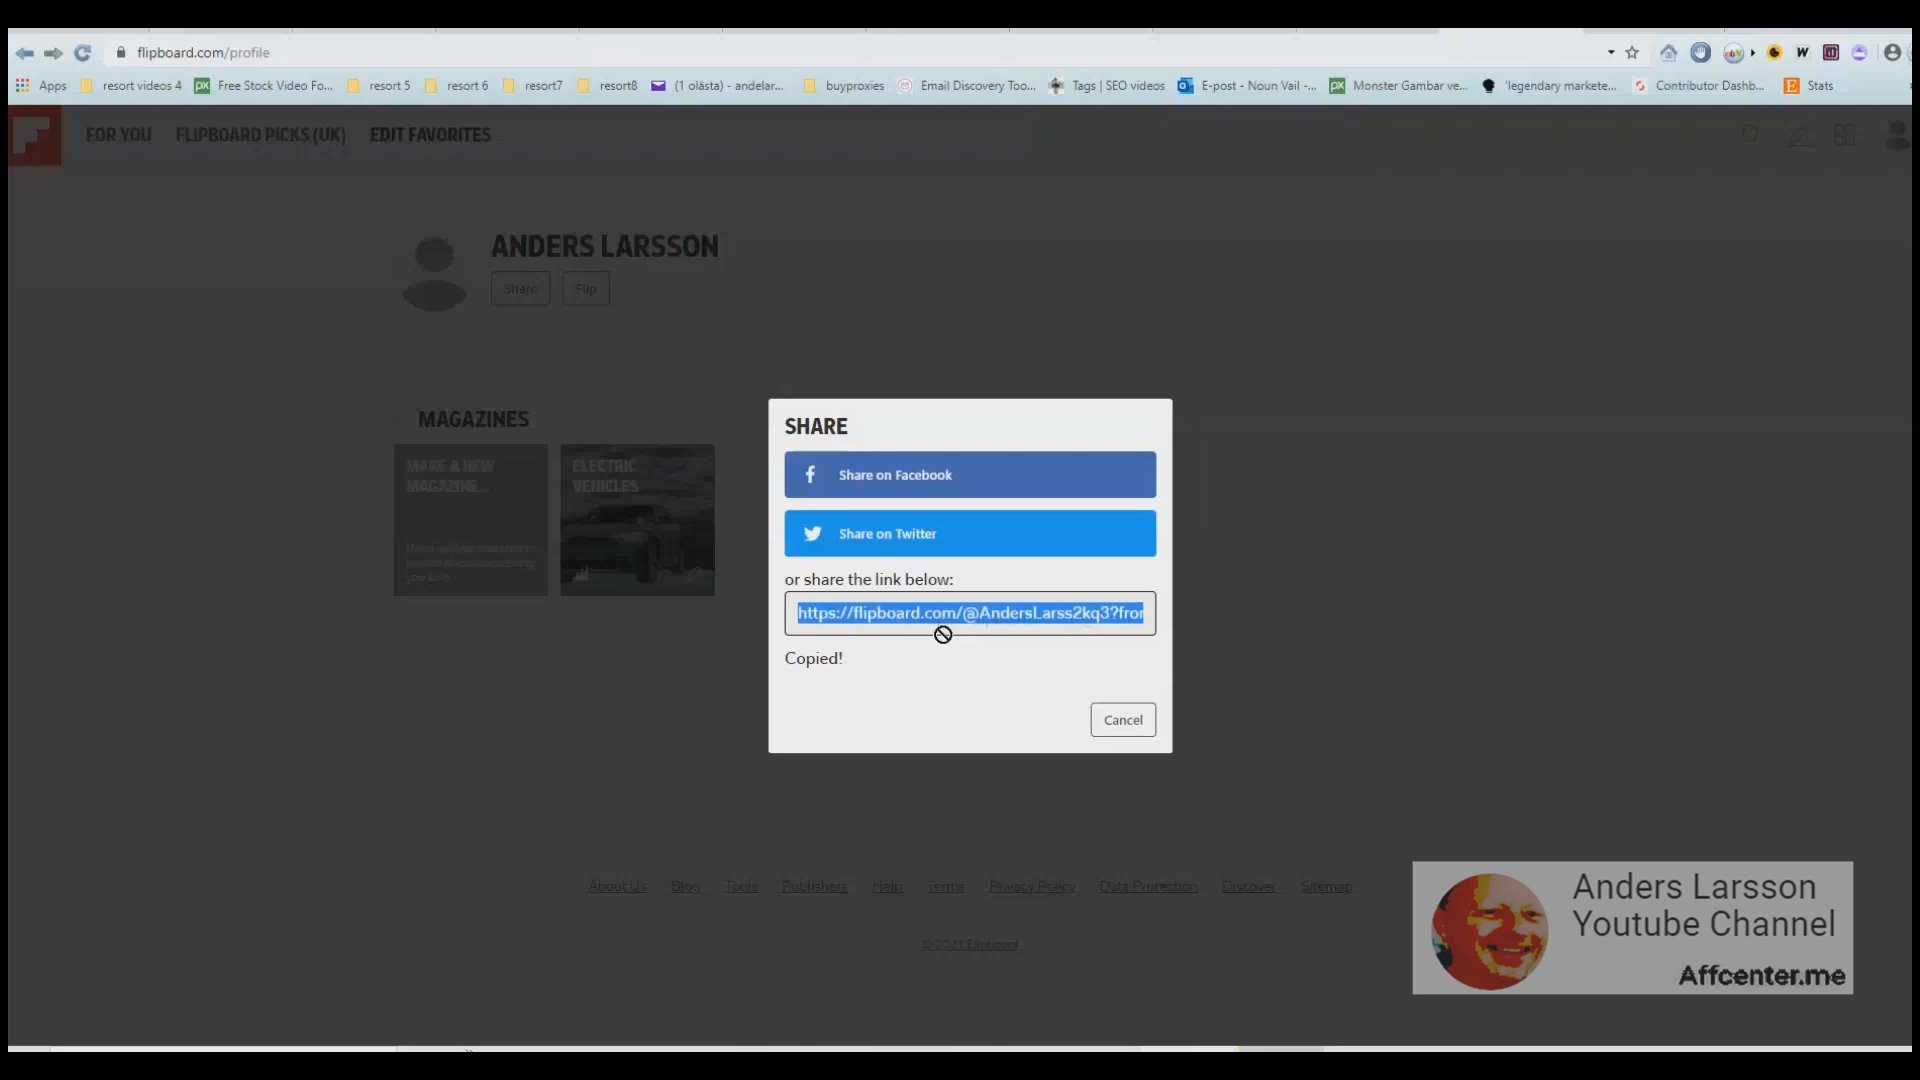 flipboard.com/profile
Apps
resort videos 4
Free Stock Video Fo...
resort 5
resort 6
resort7
resort8
(1 olästa) - andelar...
buyproxies
Email Discovery Too...
Tags | SEO videos
E-post - Noun Vail -...
Monster Gambar ve...
'legendary markete...
Contributor Dashb...
Stats
FOR YOU
FLIPBOARD PICKS (UK)
EDIT FAVORITES
ANDERS LARSSON
Share
Flip
MAGAZINES
MAKE A NEW
MAGAZINE...
ELECTRIC
VEHICLES
SHARE
Share on Facebook
Share on Twitter
or share the link below:
https://flipboard.com/@AndersLarss2kq3?fror
Copied!
Cancel
About Us
Blog
Tools
Publishers
Help
Terms
Privacy Policy
Data Protection
Discover
Sitemap
© 2021 Flipboard
Anders Larsson
Youtube Channel
Affcenter.me